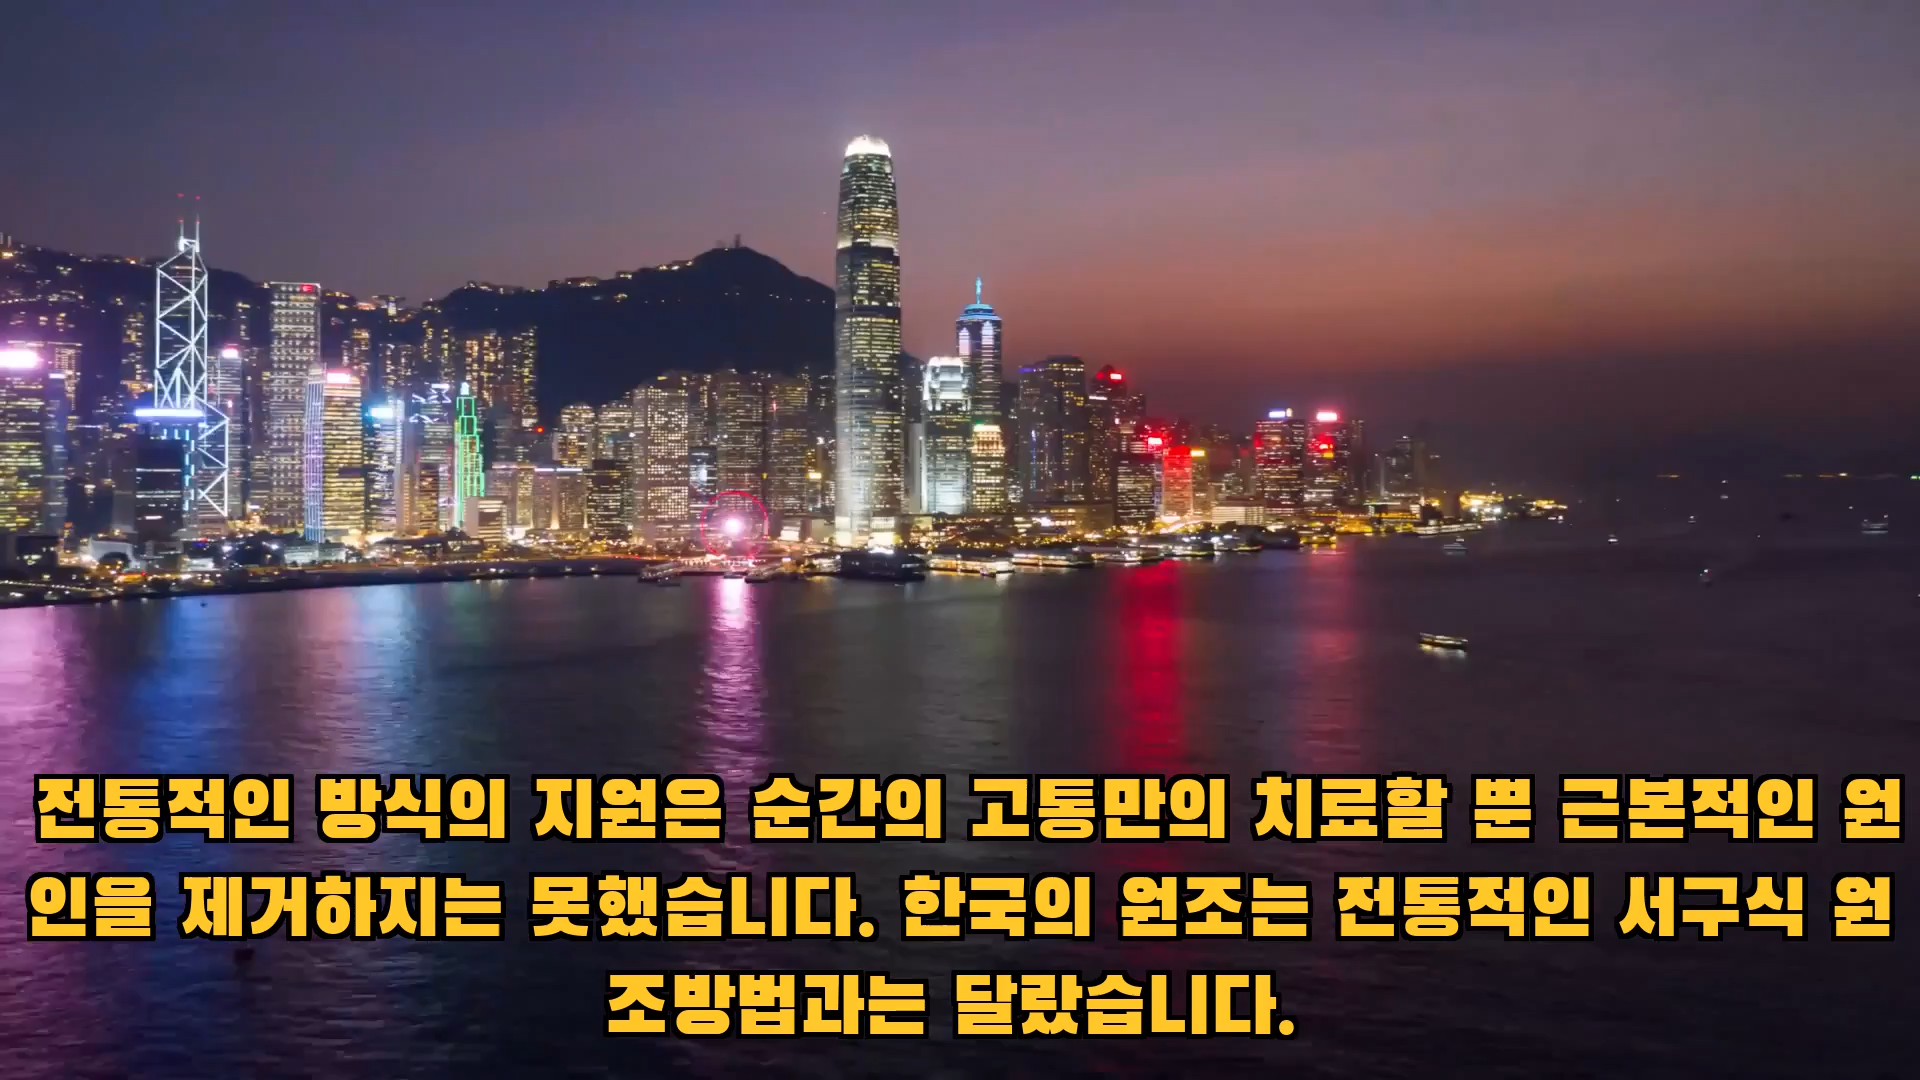 전통적인 방식의 지원은 순간의 고통만의 치료할 뿐 근본적인 원
인을 제거하지는 못했습니다. 한국의 원조는 전통적인 서구식 원
조방법과는 달랐습니다.